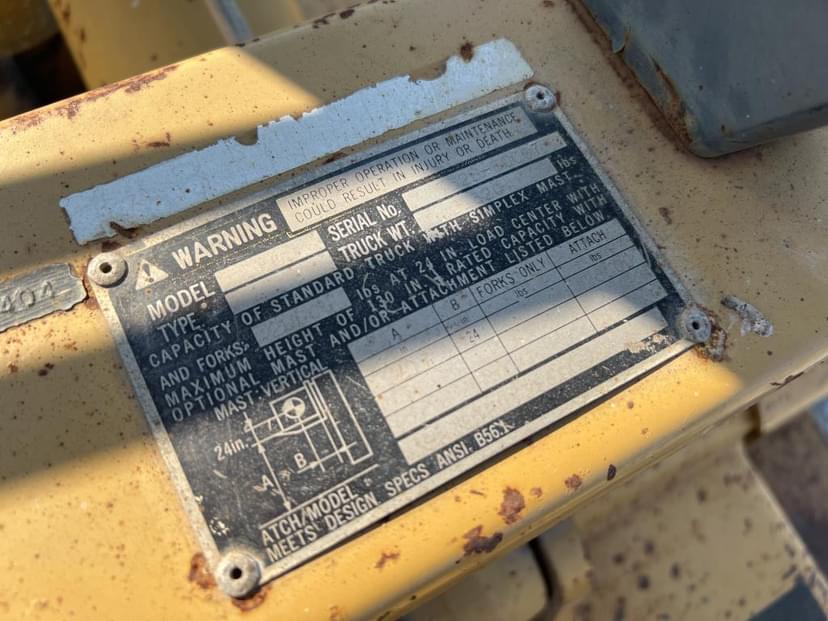 404
WARNING
IMPROPER OPERATION OR MAINTENANCE
COULD RESULT IN INJURY OR DEATH.
MODEL
SERIAL No.
TYPE
TRUCK WT.
lbs
CAPACITY OF STANDARD TRUCK WITH SIMPLEX MAST
AND FORKS:
lbs AT 24 IN. LOAD CENTER WITH
MAXIMUM HEIGHT OF 130 IN. RATED CAPACITY WITH
OPTIONAL MAST AND/OR ATTACHMENT LISTED BELOW
MAST VERTICAL
A
in
B
24
FORKS ONLY
lbs
ATTACH
lbs
24in.
A
B
ATCH/MODEL
MEETS DESIGN SPECS ANSI. B56.1